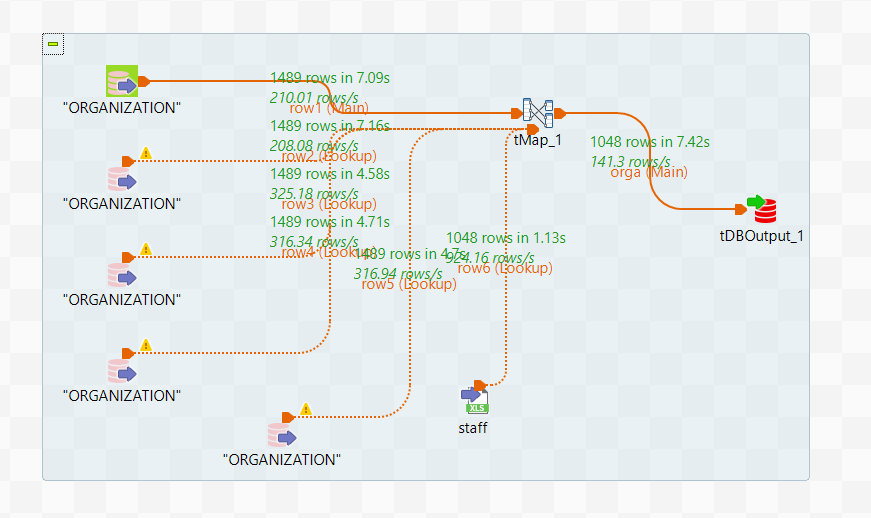 1489 rows in 7.09s
210.01 rows/s
row1 (Main)
"ORGANIZATION"
1489 rows in 7.16s
208.08 rows/s
row2 (Lookup)
tMap_1
1048 rows in 7.42s
141.3 rows/s
orga (Main)
1489 rows in 4.58s
325.18 rows/s
row3 (Lookup)
"ORGANIZATION"
1489 rows in 4.71s
316.34 rows/s
row4 (Lookup)
tDBOutput_1
1489 rows in 4.7s
316.94 rows/s
row5 (Lookup)
1048 rows in 1.13s
924.16 rows/s
row6 (Lookup)
"ORGANIZATION"
"ORGANIZATION"
XLS
staff
"ORGANIZATION"